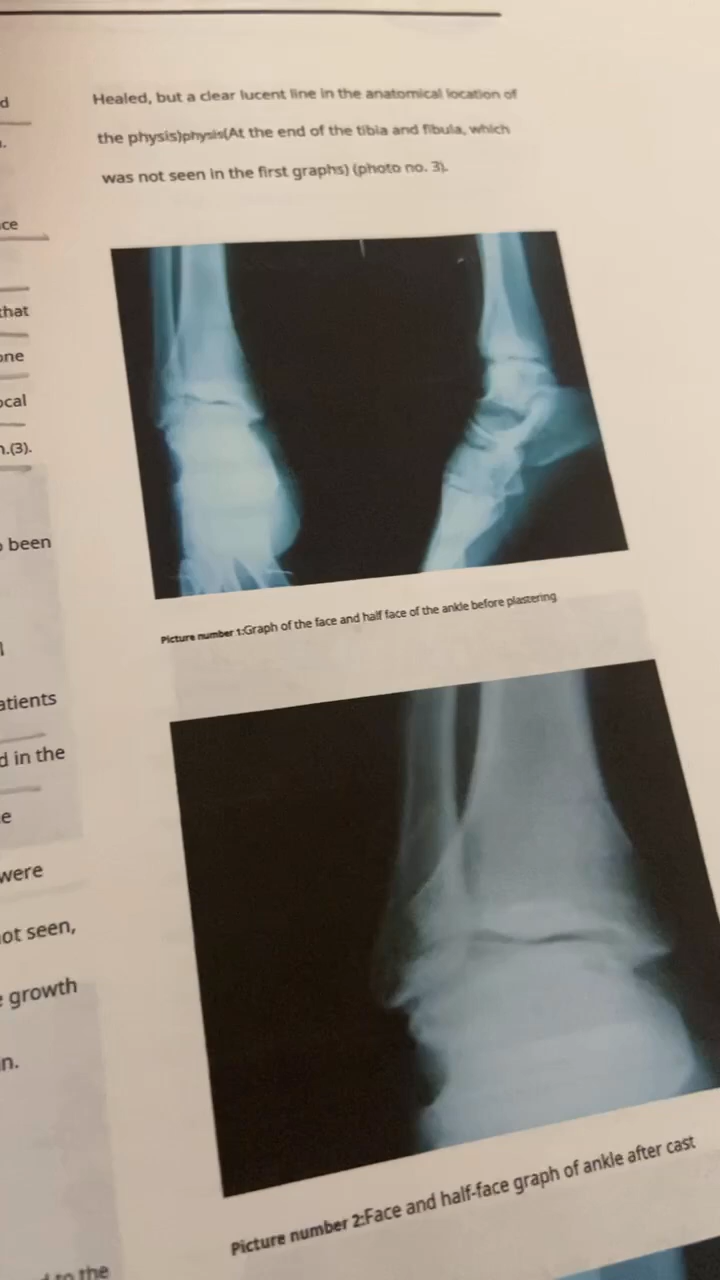 d
ce
that
one
ocal
n.(3).
been
atients
d in the
e
were
ot seen,
growth
n.
to the
Healed, but a clear lucent line in the anatomical location of
the physis)physis(At the end of the tibia and fibula, which
was not seen in the first graphs) (photo no. 3).
Picture number 1:Graph of the face and half face of the ankle before plastering
Picture number 2:Face and half-face graph of ankle after cast